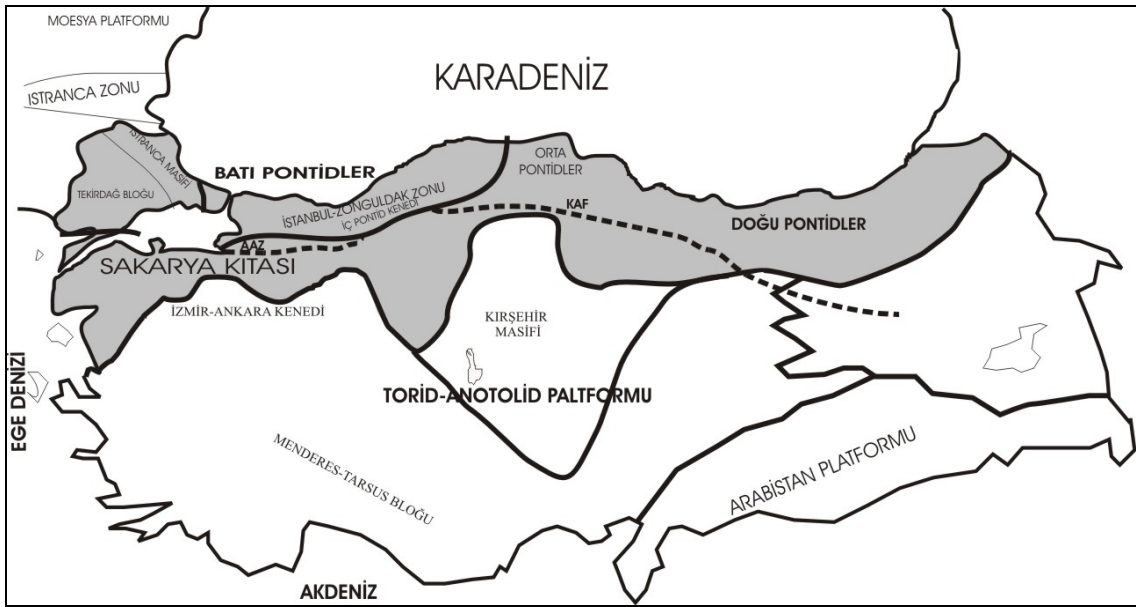 MOESYA PLATFORMU
KARADENİZ
ISTRANCA ZONU
ISTRANCA MASİFİ
ORTA
PONTİDLER
BATI PONTİDLER
TEKİRDAĞ BLOĞU
İSTANBUL-ZONGULDAK ZONU
İÇ PONTİD KENEDİ
KAF
DOĞU PONTİDLER
AAZ
SAKARYA KITASI
İZMİR-ANKARA KENEDİ
KIRŞEHİR
MASİFİ
EGE DENİZİ
TORİD-ANOTOLİD PALTFORMU
MENDERES-TARSUS BLOĞU
ARABİSTAN PLATFORMU
AKDENİZ